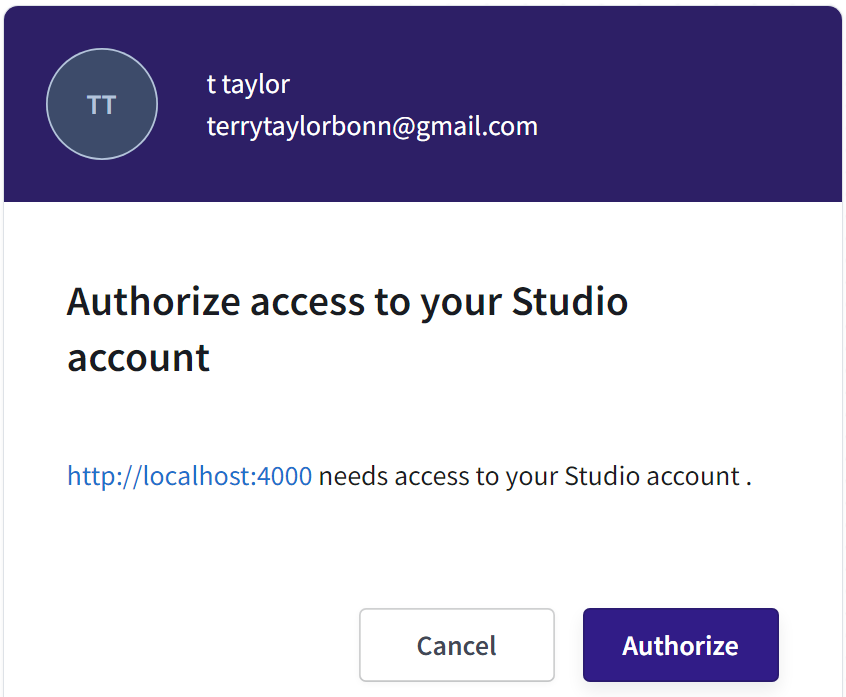 TT
t taylor
terrytaylorbonn@gmail.com
Authorize access to your Studio
account
http://localhost:4000 needs access to your Studio account .
Cancel
Authorize